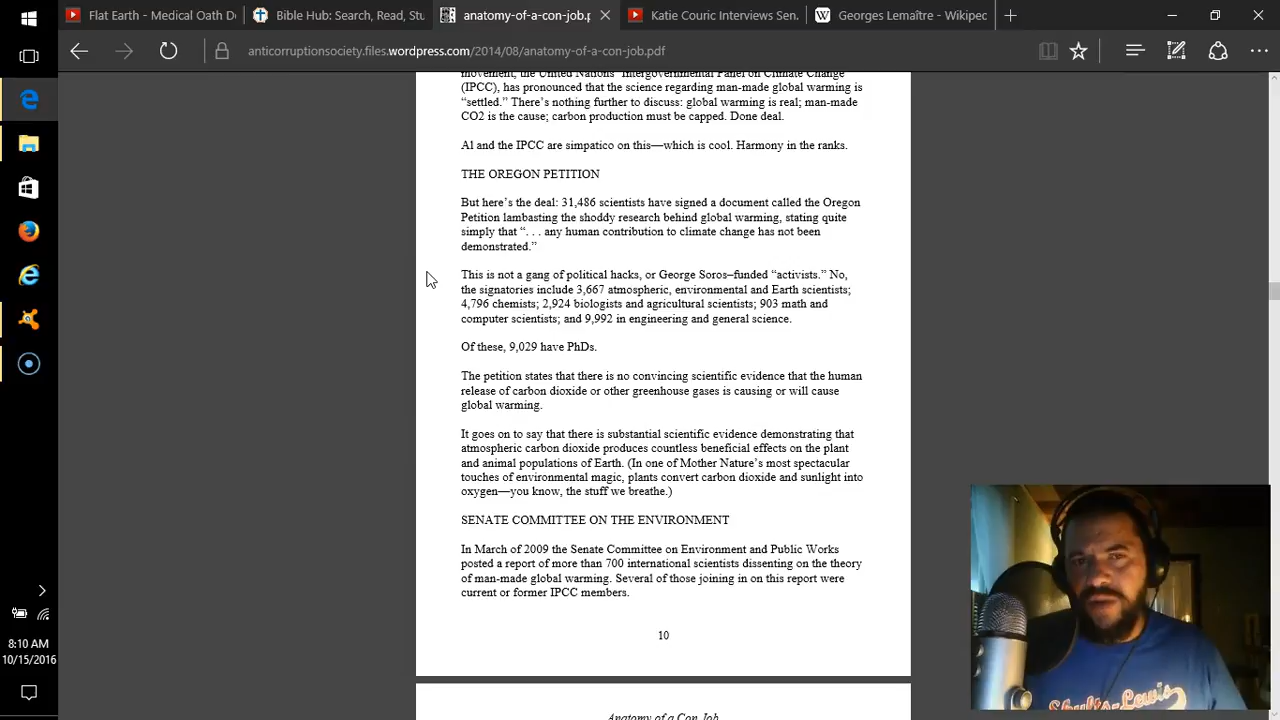 Flat Earth - Medical Oath D
Bible Hub: Search, Read, Stu
anatomy-of-a-con-job.p
Katie Couric Interviews Sen.
Georges Lemaître - Wikipec
anticorruptionsociety.files.wordpress.com/2014/08/anatomy-of-a-con-job.pdf
movement, the United Nations' Intergovernmental Panel on Climate Change
(IPCC), has pronounced that the science regarding man-made global warming is
“settled.” There’s nothing further to discuss: global warming is real; man-made
CO2 is the cause; carbon production must be capped. Done deal.
Al and the IPCC are simpatico on this—which is cool. Harmony in the ranks.
THE OREGON PETITION
But here’s the deal: 31,486 scientists have signed a document called the Oregon
Petition lambasting the shoddy research behind global warming, stating quite
simply that “. . . any human contribution to climate change has not been
demonstrated.”
This is not a gang of political hacks, or George Soros–funded “activists.” No,
the signatories include 3,667 atmospheric, environmental and Earth scientists;
4,796 chemists; 2,924 biologists and agricultural scientists; 903 math and
computer scientists; and 9,992 in engineering and general science.
Of these, 9,029 have PhDs.
The petition states that there is no convincing scientific evidence that the human
release of carbon dioxide or other greenhouse gases is causing or will cause
global warming.
It goes on to say that there is substantial scientific evidence demonstrating that
atmospheric carbon dioxide produces countless beneficial effects on the plant
and animal populations of Earth. (In one of Mother Nature’s most spectacular
touches of environmental magic, plants convert carbon dioxide and sunlight into
oxygen—you know, the stuff we breathe.)
SENATE COMMITTEE ON THE ENVIRONMENT
In March of 2009 the Senate Committee on Environment and Public Works
posted a report of more than 700 international scientists dissenting on the theory
of man-made global warming. Several of those joining in on this report were
current or former IPCC members.
10
Anatomy of a Con Job
8:10 AM
10/15/2016
Shults-Lewis